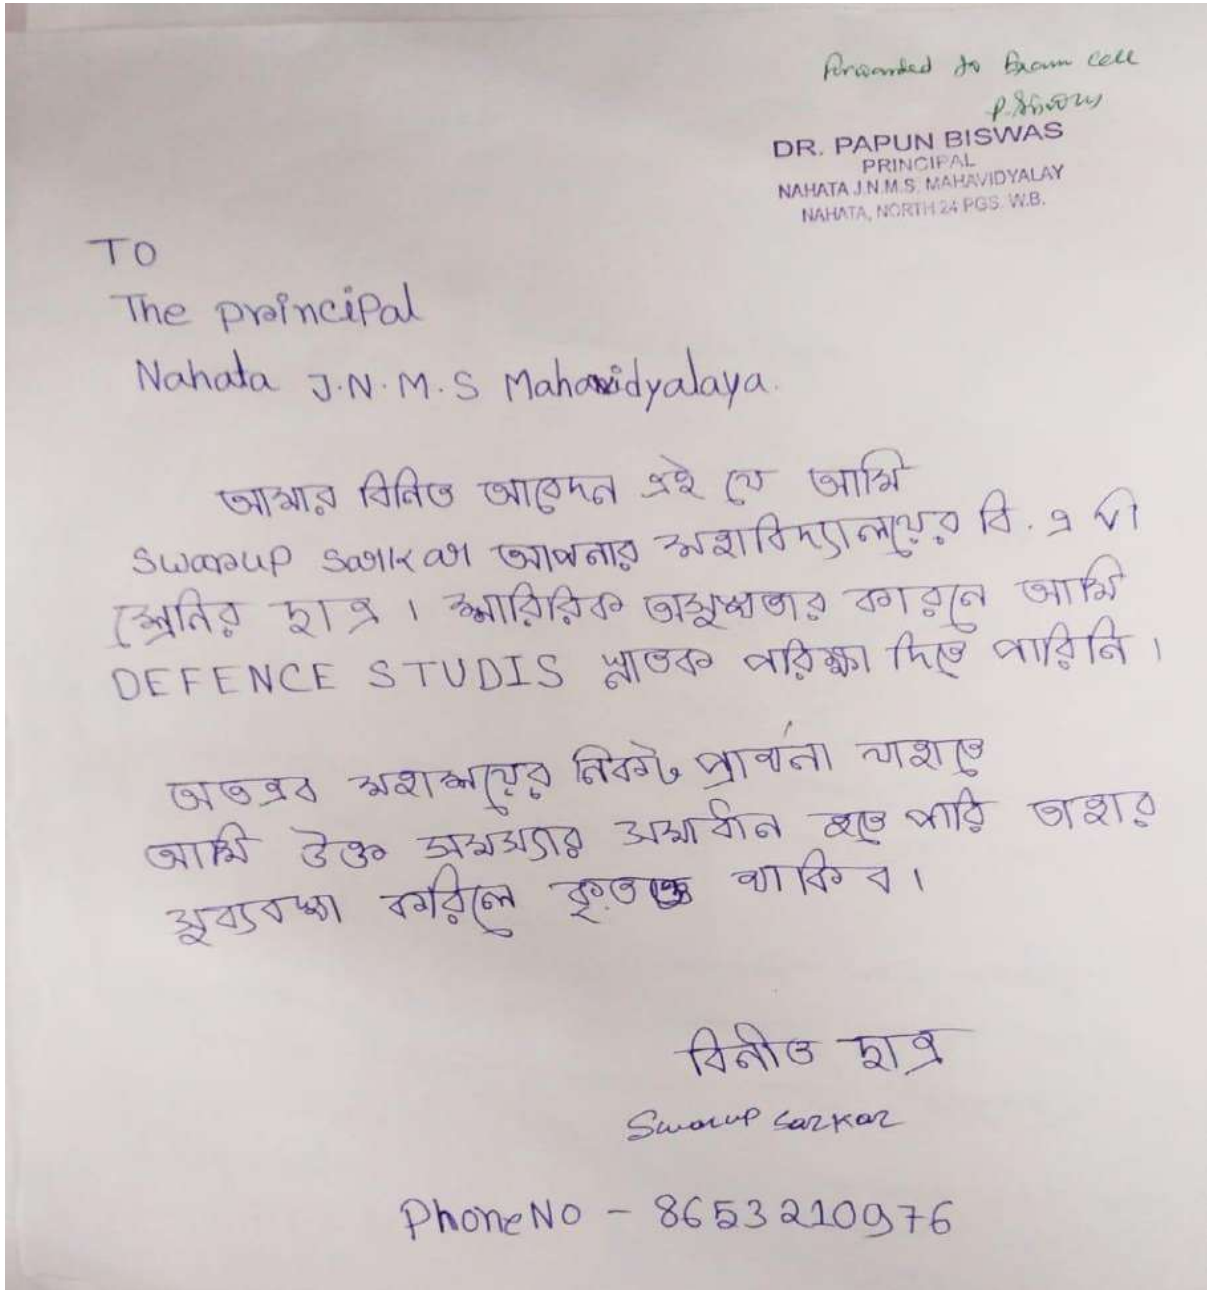 Forwarded to Exam Cell
P. Biswas
DR. PAPUN BISWAS
PRINCIPAL
NAHATA J.N.M.S. MAHAVIDYALAY
NAHATA, NORTH 24 PGS. W.B.
TO
The principal
Nahata J.N.M.S Mahavidyalaya.
আমার বিনিত আবেদন এই যে আমি
Swarup Sarkar আপনার মহাবিদ্যালয়ের বি. এ
শ্রেনির ছাত্র । শারিরিক অসুস্থতার কারনে আমি
DEFENCE STUDIS স্নাতক পরিক্ষা দিতে পারিনি ।
অতএব মহাশয়ের নিকট প্রার্থনা যাহাতে
আমি উক্ত সমস্যার সমাধান হতে পারি তাহার
সুব্যবস্থা করিলে কৃতজ্ঞ থাকিব ।
বিনীত ছাত্র
Swarup Sarkar
Phone No - 8653210976